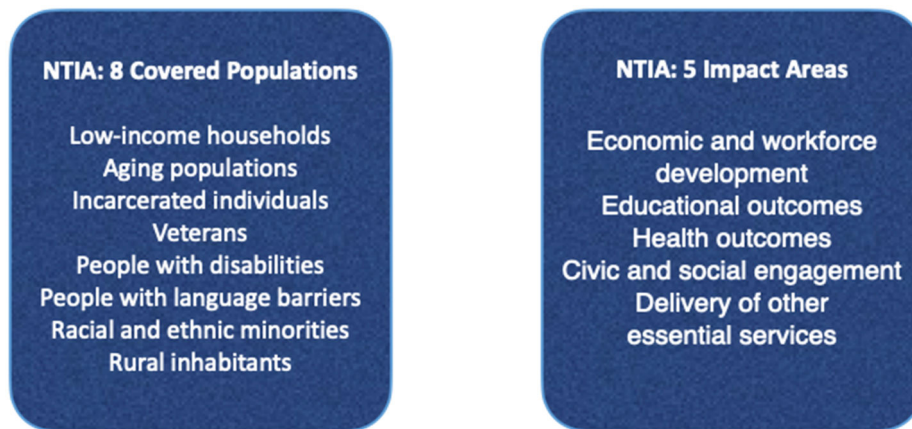 NTIA: 8 Covered Populations
Low-income households
Aging populations
Incarcerated individuals
Veterans
People with disabilities
People with language barriers
Racial and ethnic minorities
Rural inhabitants
NTIA: 5 Impact Areas
Economic and workforce
development
Educational outcomes
Health outcomes
Civic and social engagement
Delivery of other
essential services